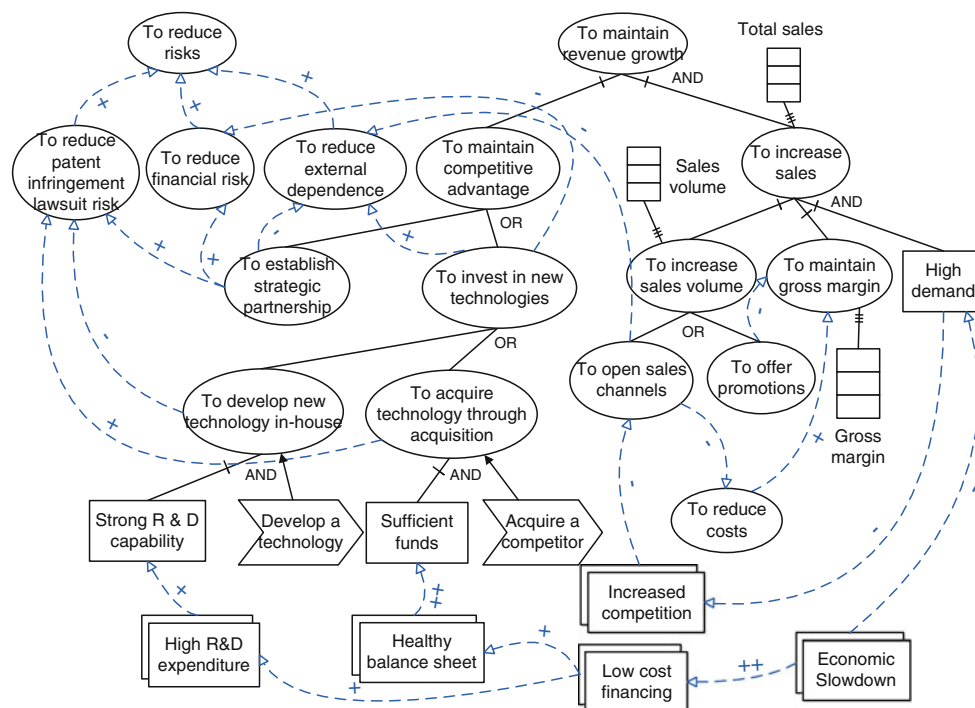 To reduce
risks
To maintain
revenue growth
Total sales
AND
To reduce
patent
infringement
lawsuit risk
To reduce
financial risk
To reduce
external
dependence
To maintain
competitive
advantage
Sales
volume
To increase
sales
AND
OR
To establish
strategic
partnership
To invest in new
technologies
To increase
sales volume
To maintain
gross margin
High
demand
OR
OR
To open sales
channels
To offer
promotions
To develop new
technology in-house
To acquire
technology through
acquisition
Gross
margin
AND
AND
Strong R & D
capability
Develop a
technology
Sufficient
funds
Acquire a
competitor
To reduce
costs
Increased
competition
High R&D
expenditure
Healthy
balance sheet
Low cost
financing
Economic
Slowdown